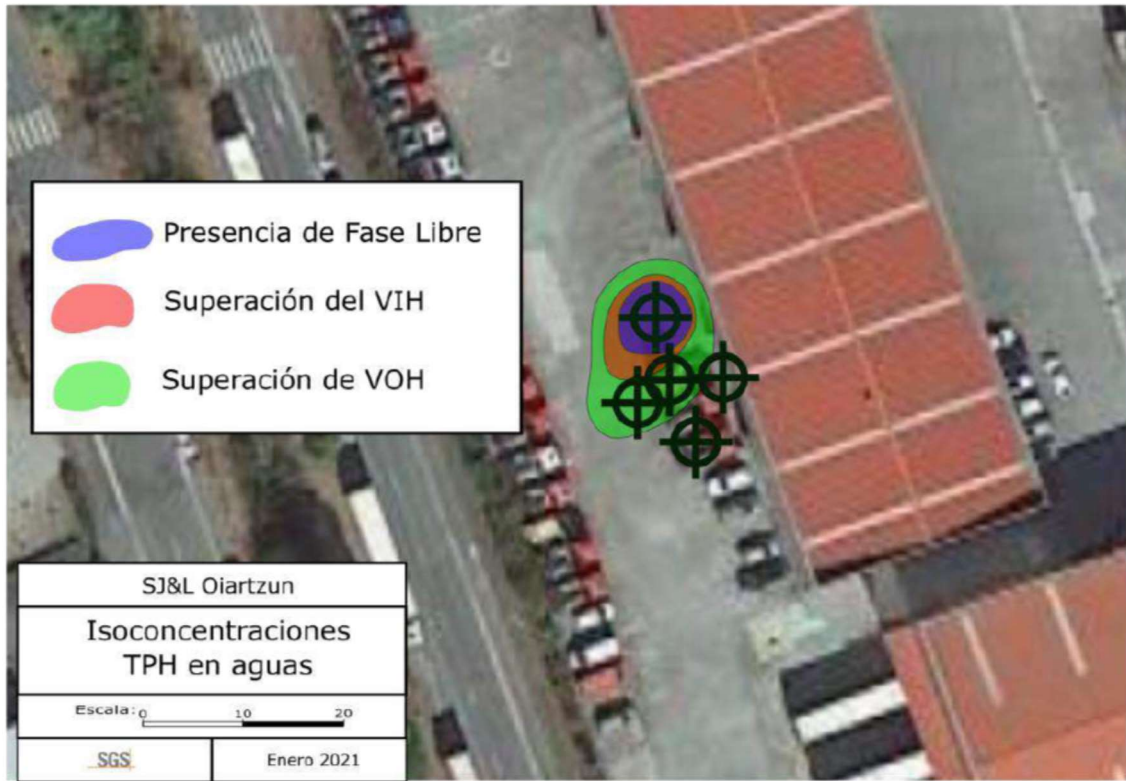 Presencia de Fase Libre
Superación del VIH
Superación de VOH
SJ&L Oiartzun
Isoconcentraciones
TPH en aguas
Escala: 0 10 20
SGS
Enero 2021